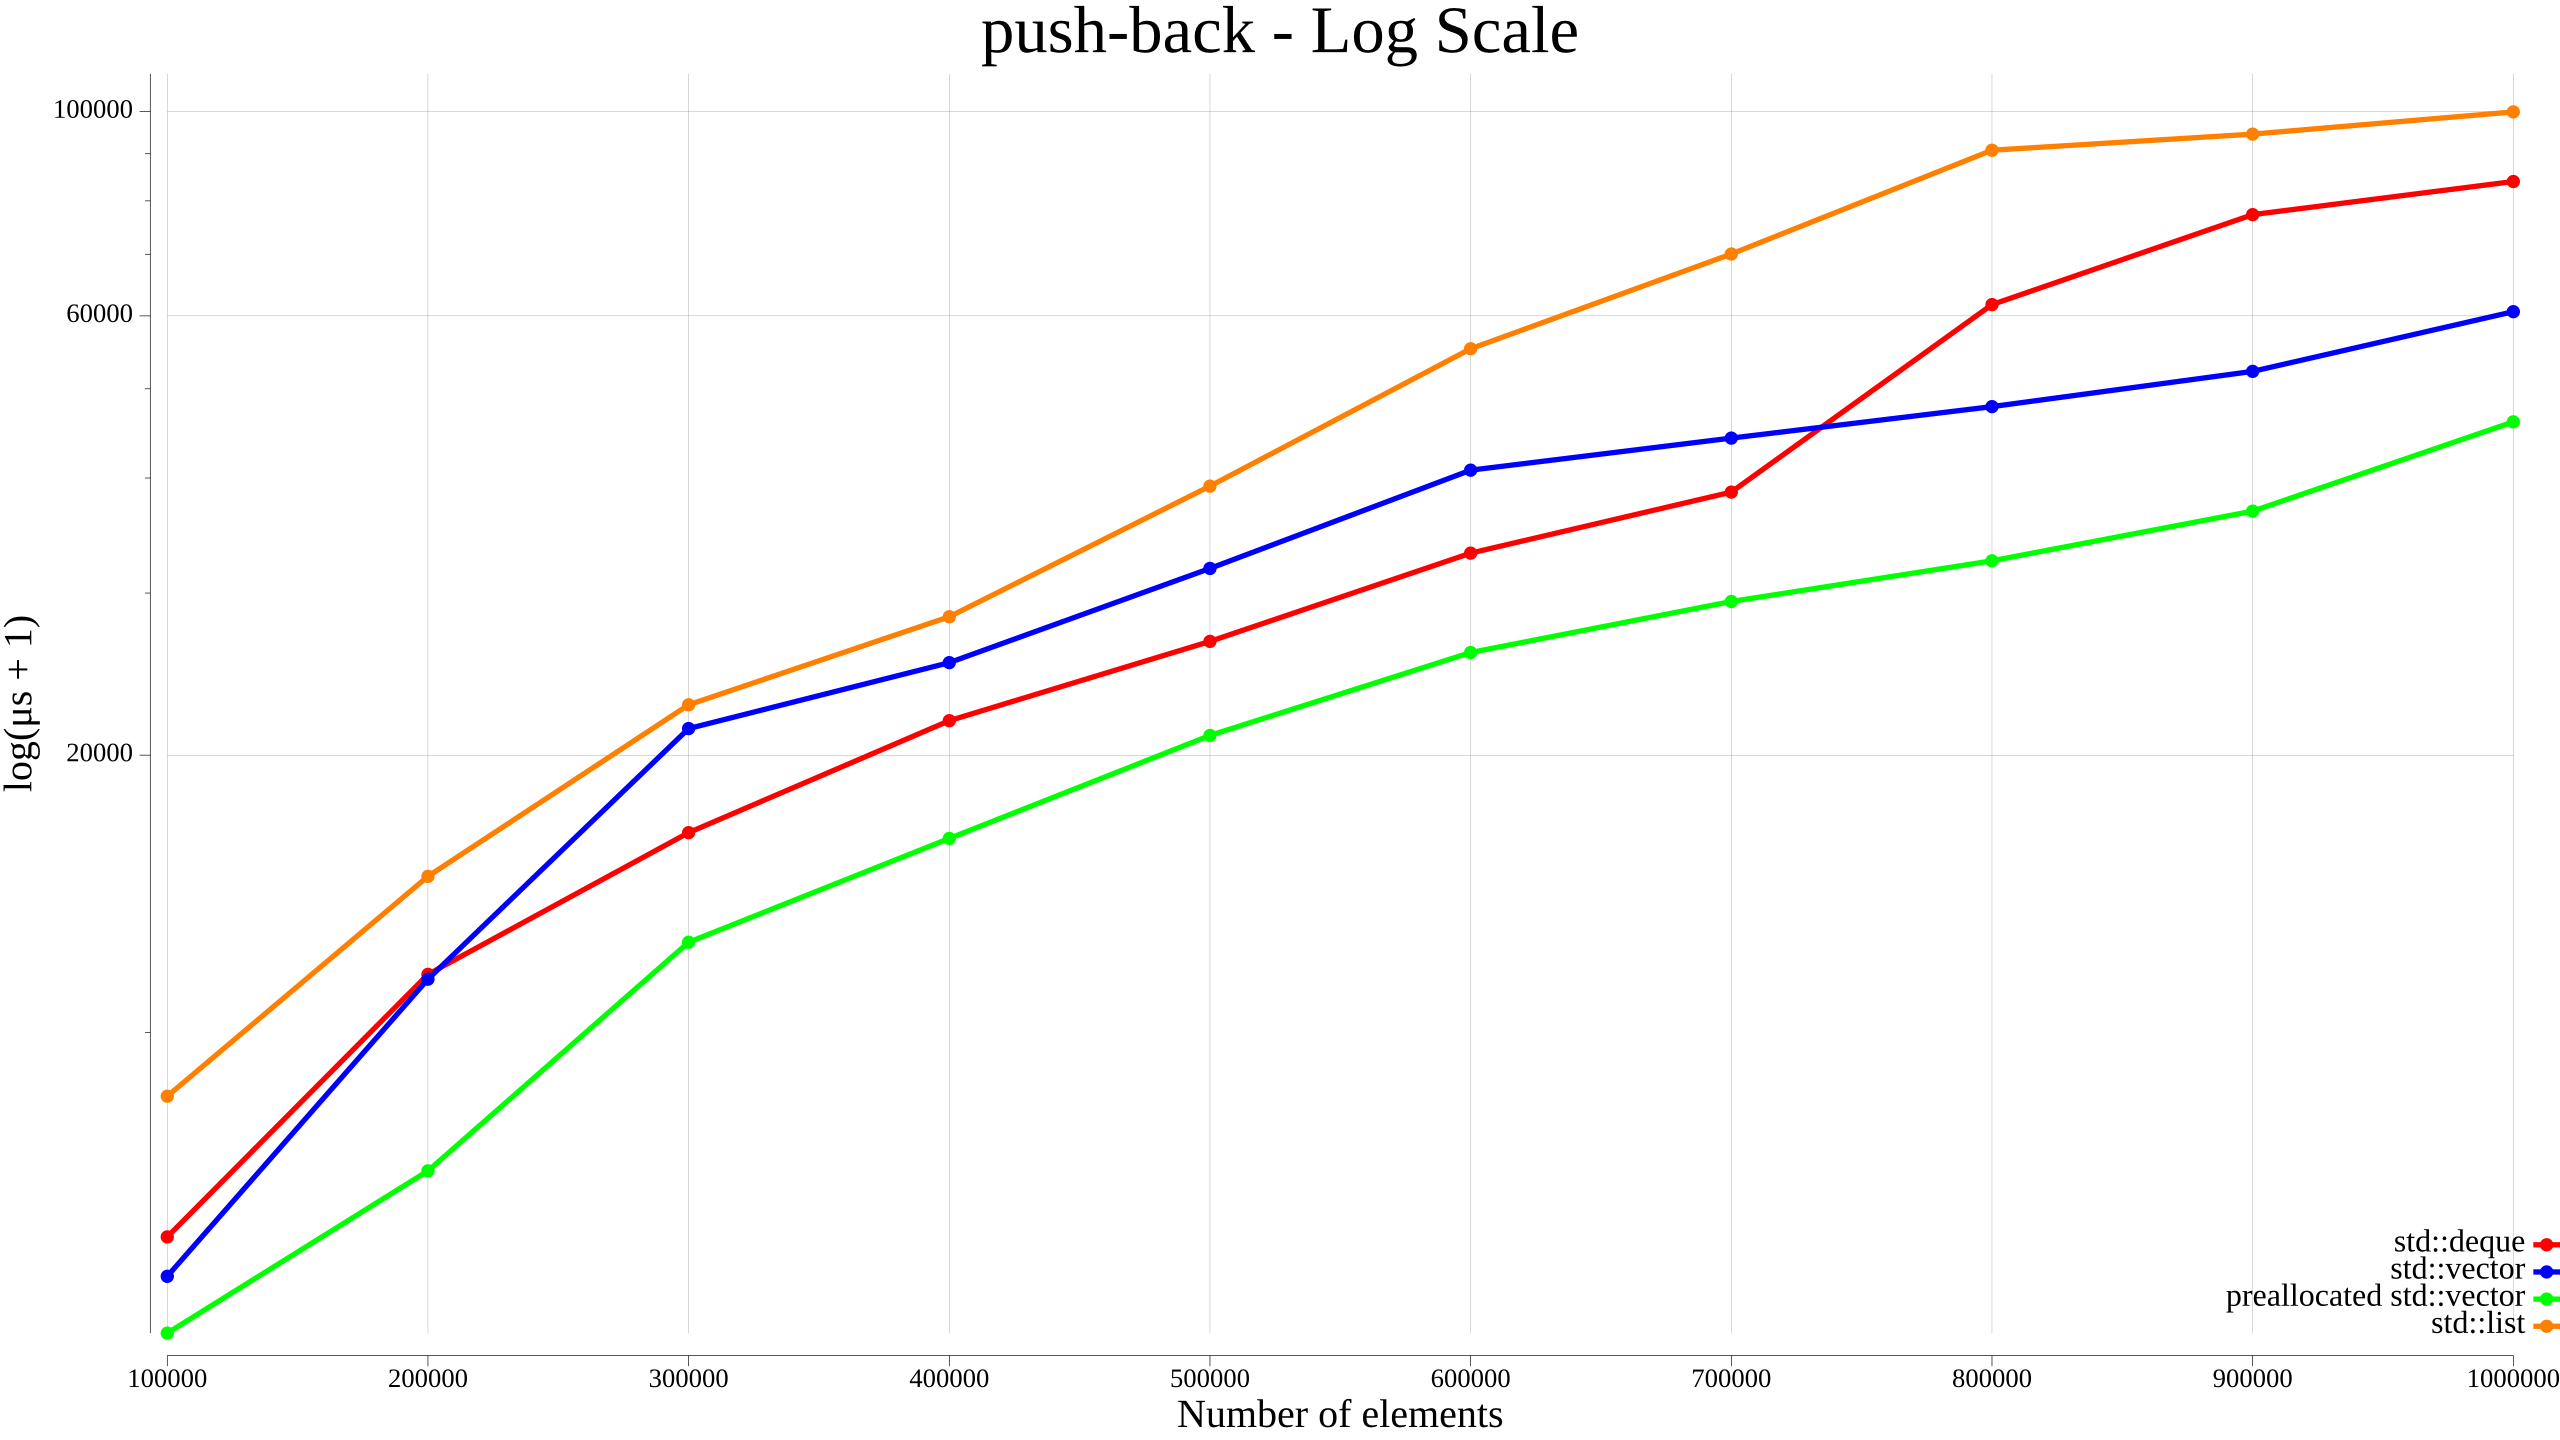 push-back - Log Scale
100000
60000
20000
log(μs + 1)
std::deque
std::vector
preallocated std::vector
std::list
100000 200000 300000 400000 500000 600000 700000 800000 900000 1000000
Number of elements